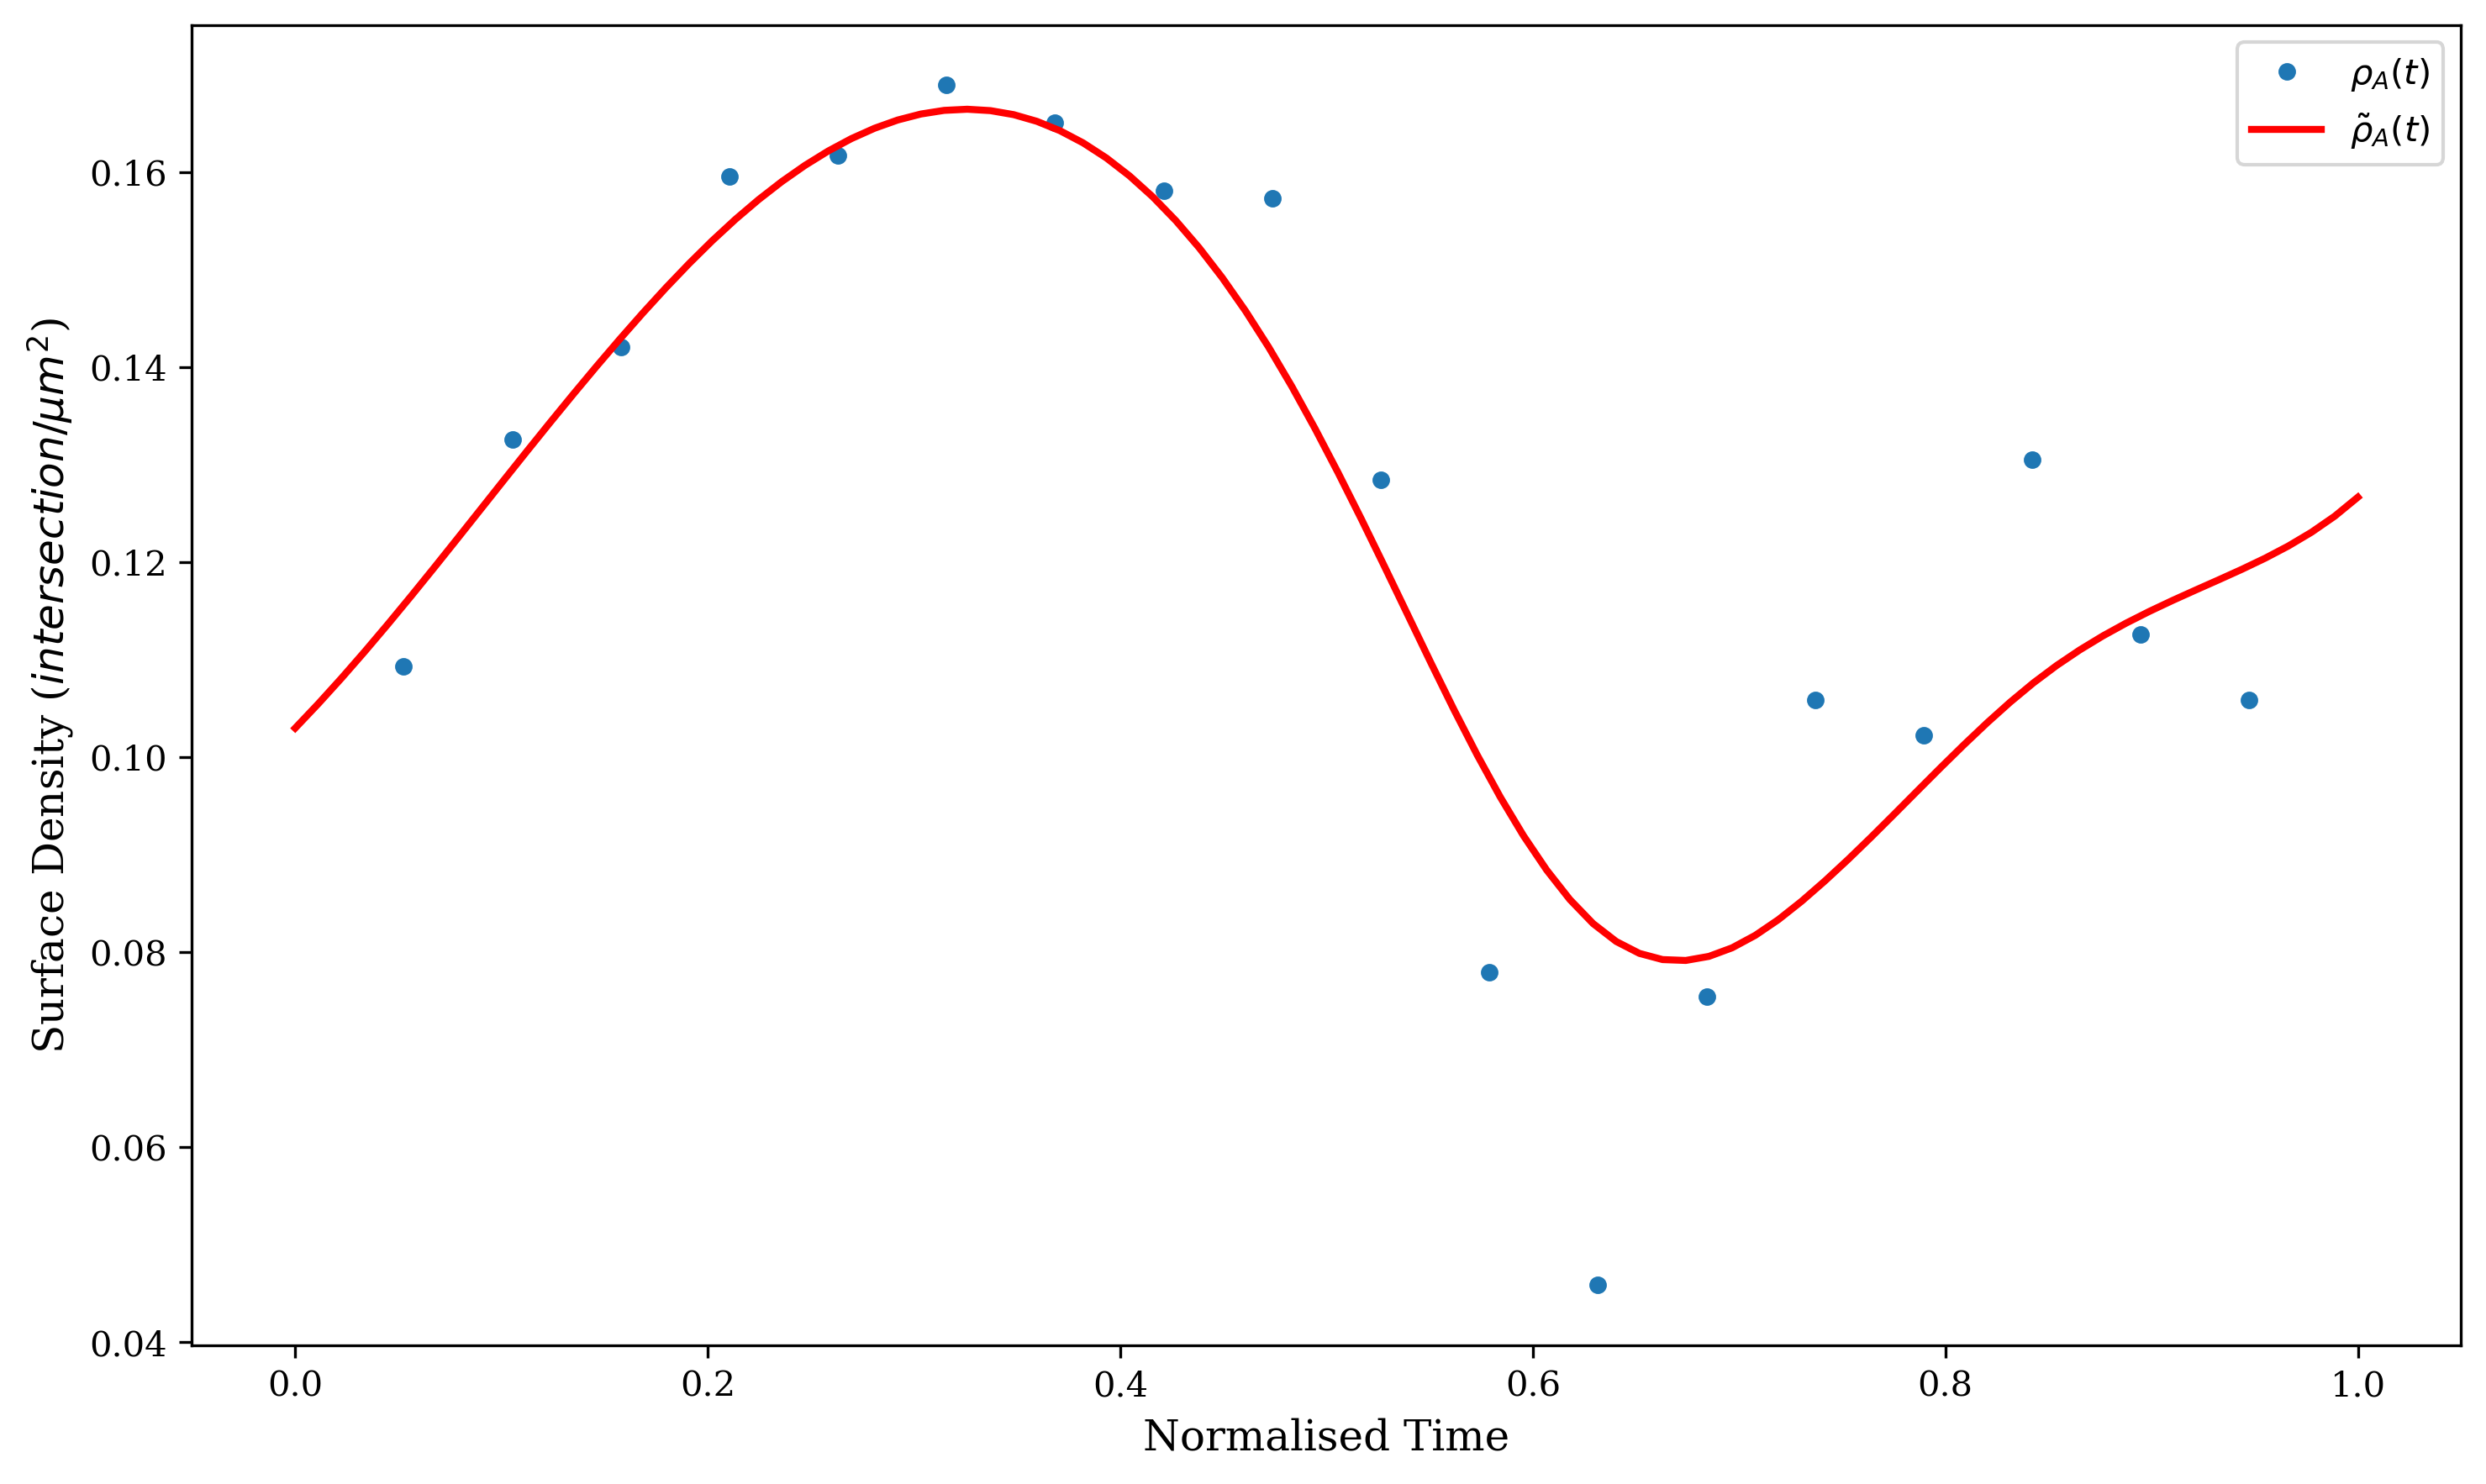 ρ_A(t)
ρ̃_A(t)
Surface Density (intersection/μm²)
0.16
0.14
0.12
0.10
0.08
0.06
0.04
0.0 0.2 0.4 0.6 0.8 1.0
Normalised Time